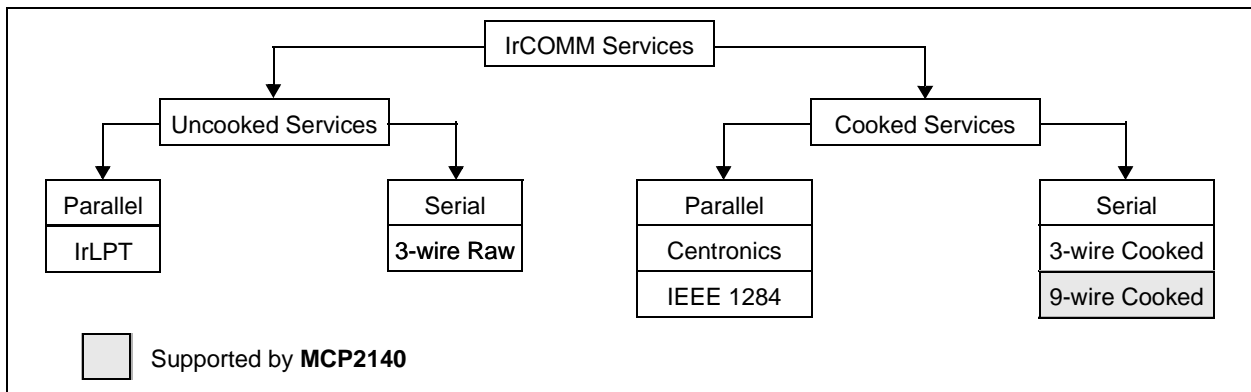 IrCOMM Services
Uncooked Services
Cooked Services
Parallel
IrLPT
Serial
3-wire Raw
Parallel
Centronics
IEEE 1284
Serial
3-wire Cooked
9-wire Cooked
Supported by MCP2140